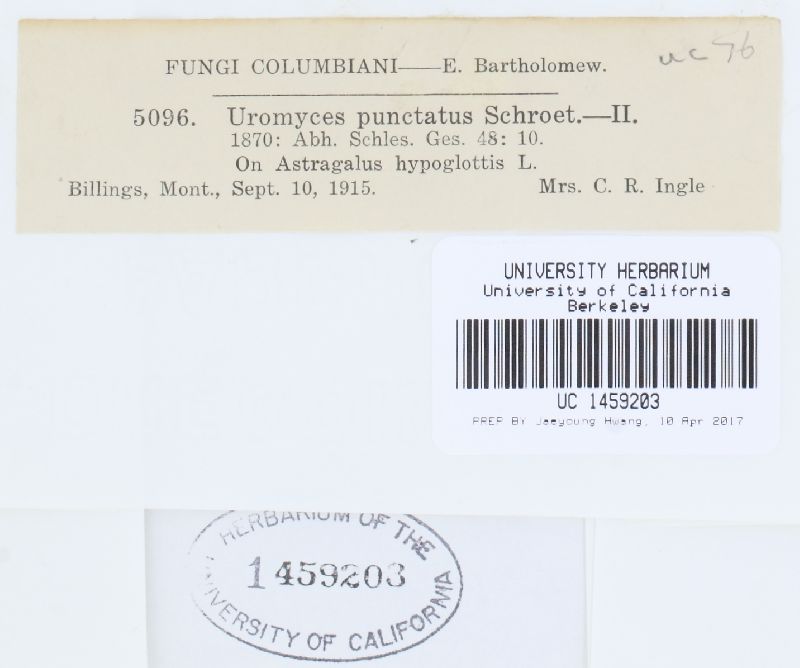 uc 96
FUNGI COLUMBIANI——E. Bartholomew.
5096. Uromyces punctatus Schroet.—II.
1870: Abh. Schles. Ges. 48: 10.
On Astragalus hypoglottis L.
Billings, Mont., Sept. 10, 1915. Mrs. C. R. Ingle
UNIVERSITY HERBARIUM
University of California
Berkeley
UC 1459203
PREP BY Jaeyoung Hwang, 10 Apr 2017
HERBARIUM OF THE
1459203
UNIVERSITY OF CALIFORNIA